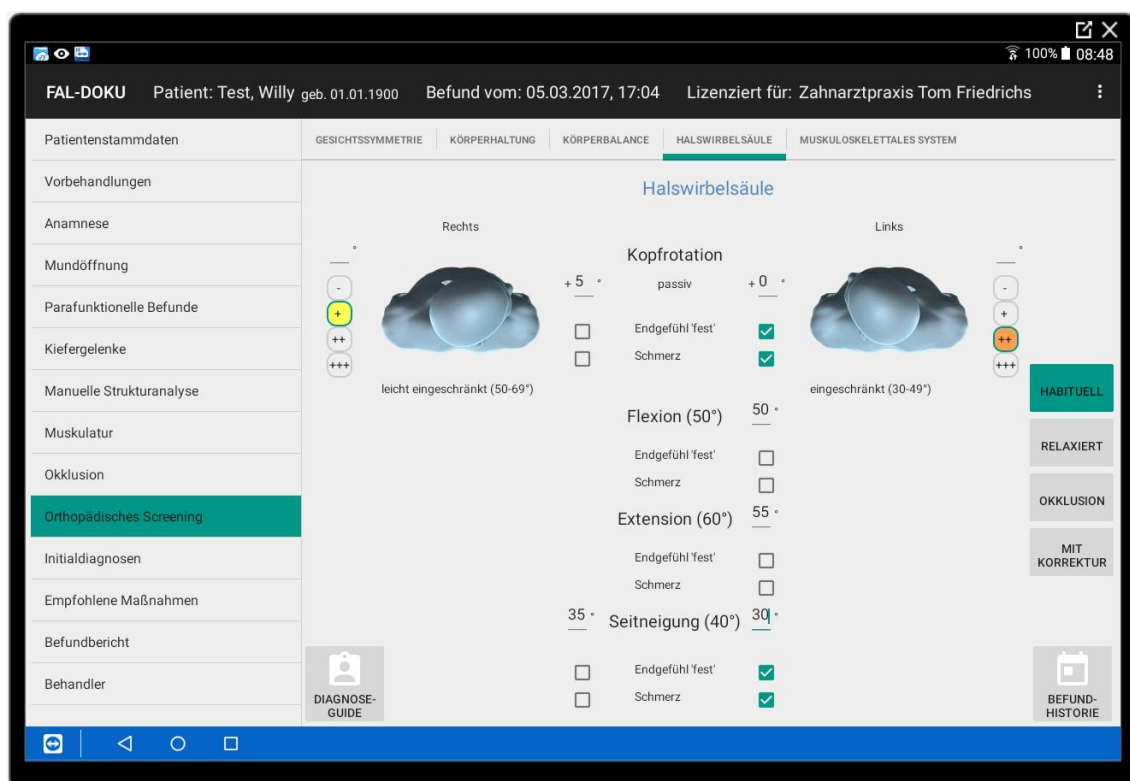 100% 08:48
FAL-DOKU Patient: Test, Willy geb. 01.01.1900 Befund vom: 05.03.2017, 17:04 Lizenziert für: Zahnarztpraxis Tom Friedrichs
Patientenstammdaten
Vorbehandlungen
Anamnese
Mundöffnung
Parafunktionelle Befunde
Kiefergelenke
Manuelle Strukturanalyse
Muskulatur
Okklusion
Orthopädisches Screening
Initialdiagnosen
Empfohlene Maßnahmen
Befundbericht
Behandler
GESICHTSSYMMETRIE KÖRPERHALTUNG KÖRPERBALANCE HALSWIRBELSÄULE MUSKULOSKELETTALES SYSTEM
Halswirbelsäule
Rechts Links
° Kopfrotation °
+ 5 ° passiv + 0 °
- -
+ +
++ Endgefühl 'fest' ++
+++ Schmerz +++
leicht eingeschränkt (50-69°) eingeschränkt (30-49°)
Flexion (50°) 50 °
Endgefühl 'fest'
Schmerz
Extension (60°) 55 °
Endgefühl 'fest'
Schmerz
35 ° Seitneigung (40°) 30 °
Endgefühl 'fest'
Schmerz
HABITUELL
RELAXIERT
OKKLUSION
MIT
KORREKTUR
DIAGNOSE-
GUIDE
BEFUND-
HISTORIE